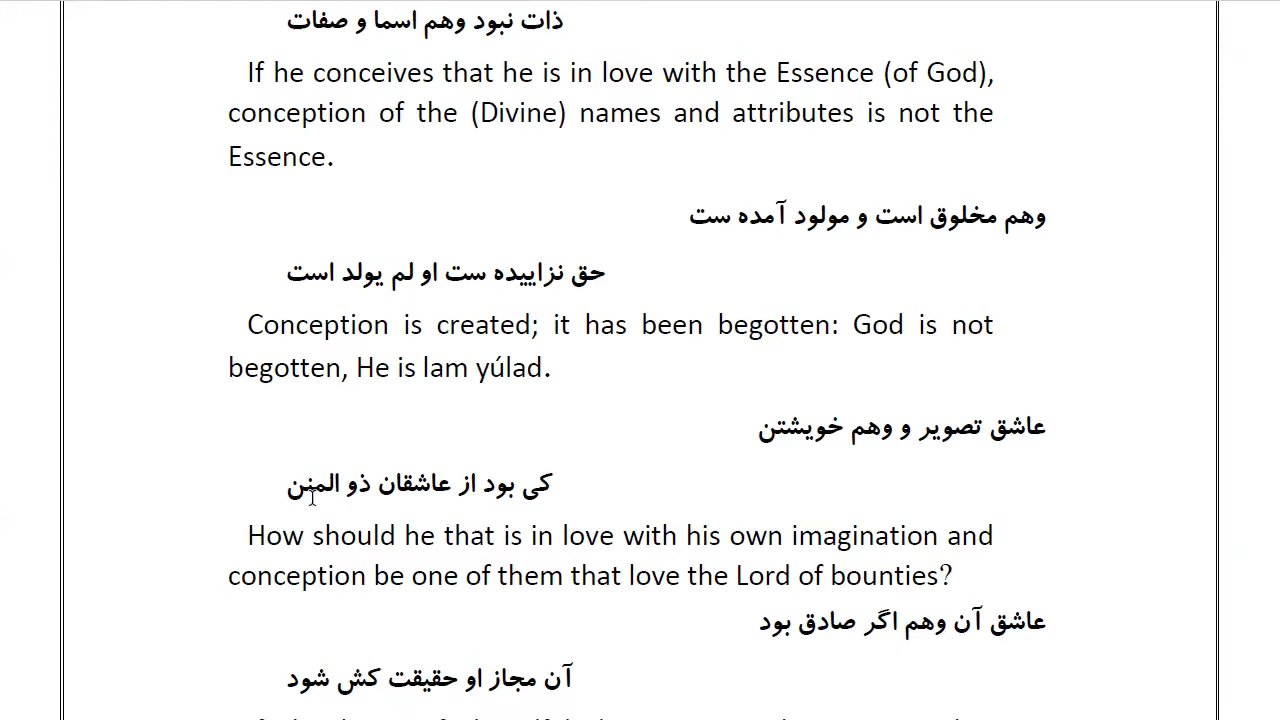 ذات نبود وهم اسما و صفات
If he conceives that he is in love with the Essence (of God),
conception of the (Divine) names and attributes is not the
Essence.
وهم مخلوق است و مولود آمده ست
حق نزاییده ست او لم یولد است
Conception is created; it has been begotten: God is not
begotten, He is lam yúlad.
عاشق تصویر و وهم خویشتن
کی بود از عاشقان ذو المنن
How should he that is in love with his own imagination and
conception be one of them that love the Lord of bounties?
عاشق آن وهم اگر صادق بود
آن مجاز او حقیقت کش شود